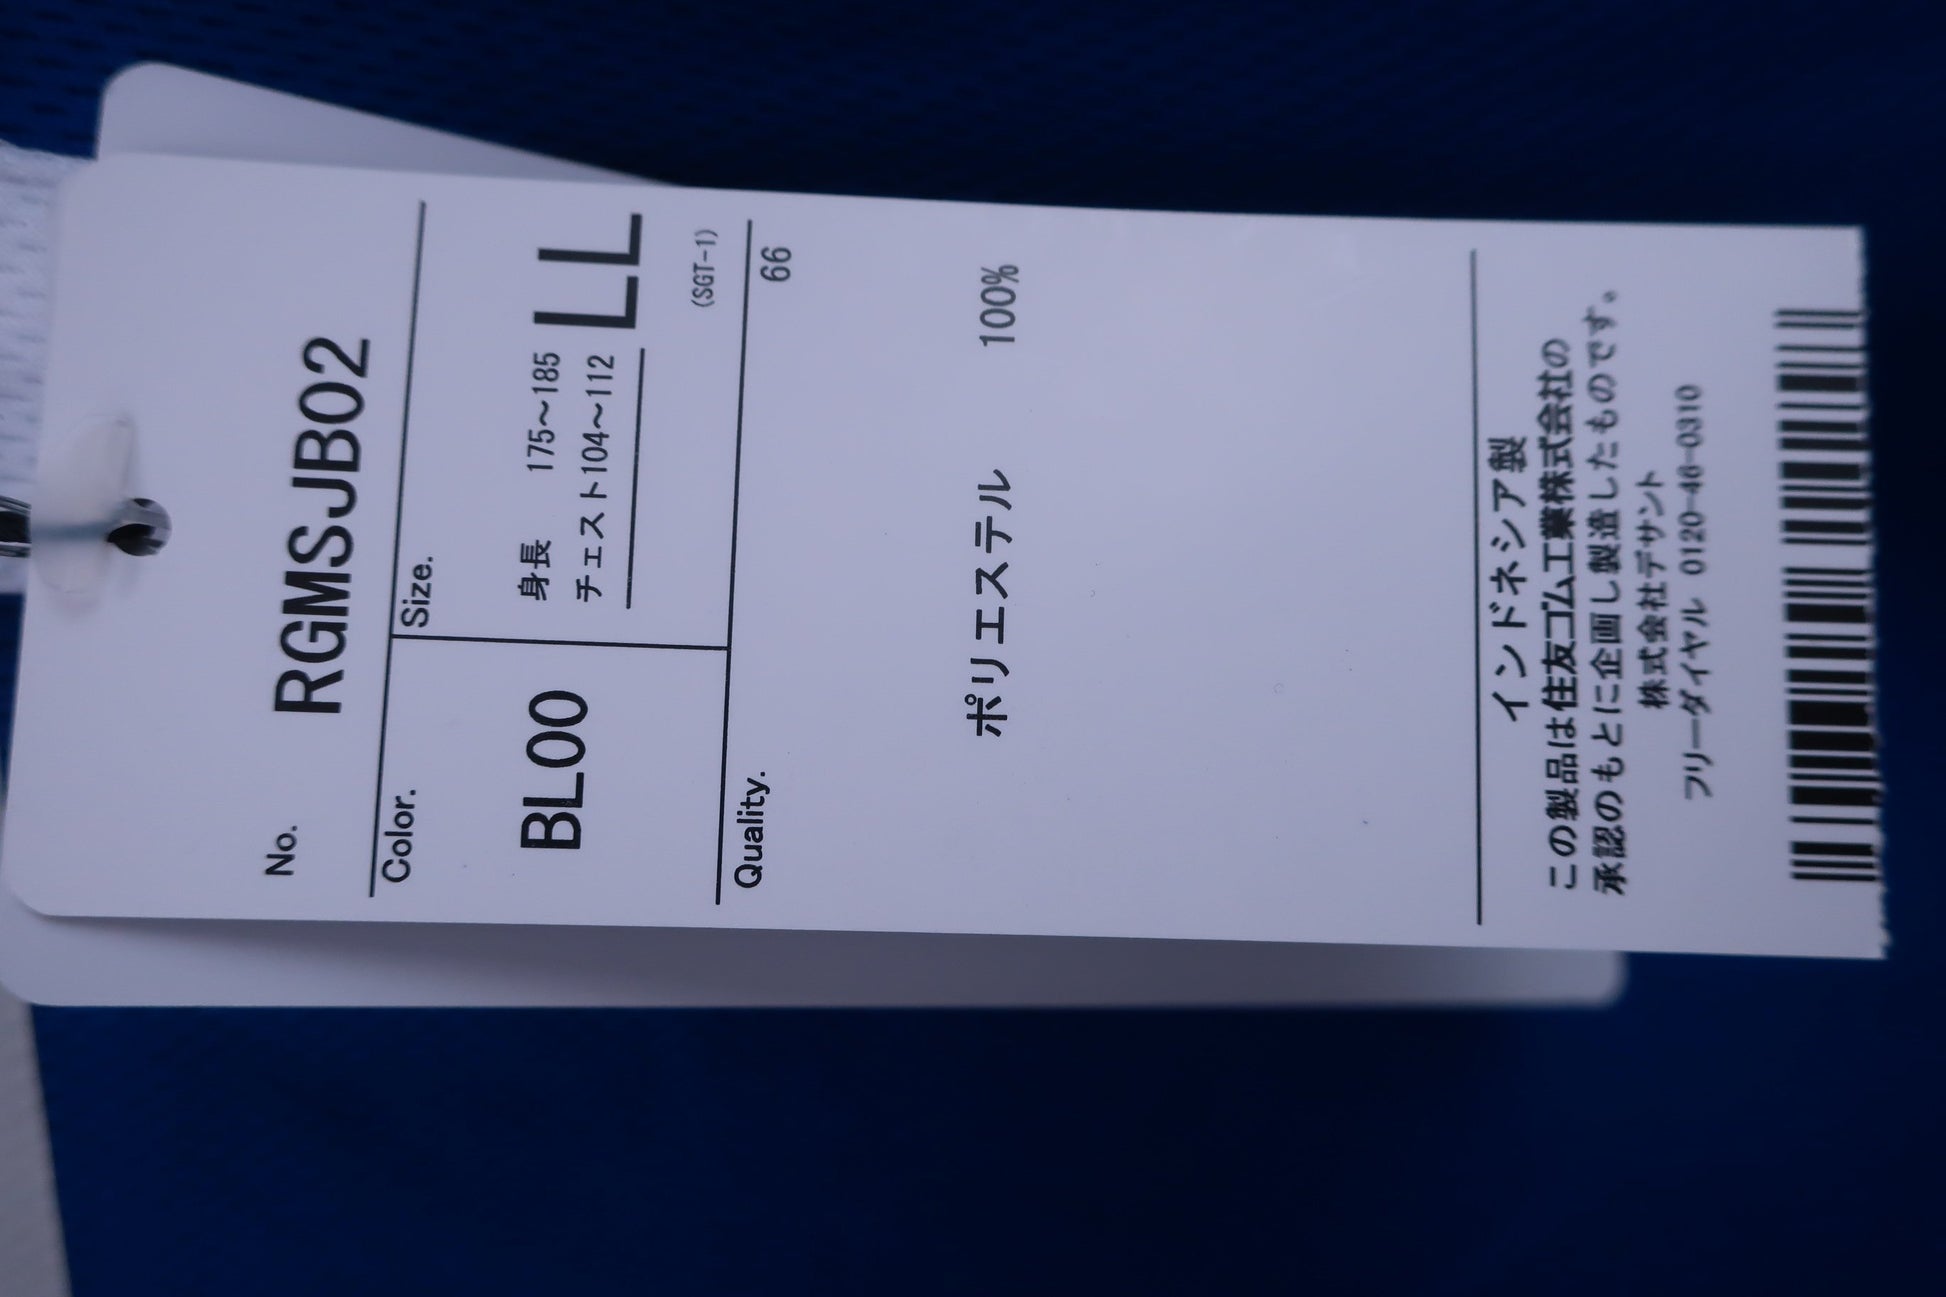 No. RGMSJB02
Color.
BL00
Size.
身長 175~185
チェスト104~112
LL
(SGT-1)
Quality. 66
ポリエステル 100%
インドネシア製
この製品は住友ゴム工業株式会社の
承認のもとに企画し製造したものです。
株式会社デサント
フリーダイヤル 0120-46-0310